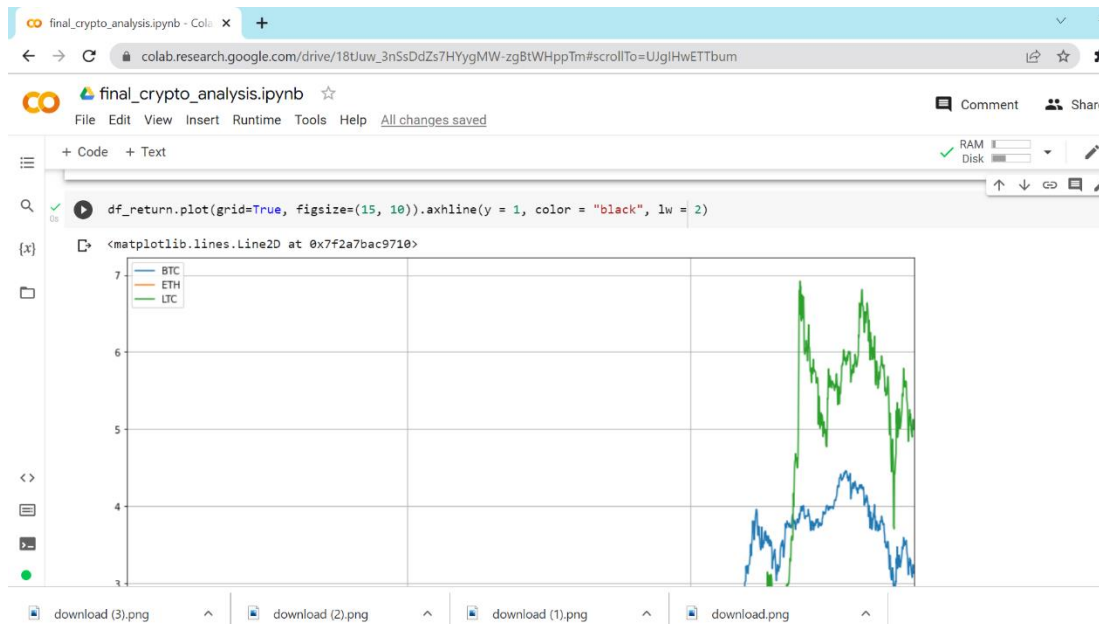 final_crypto_analysis.ipynb - Cola
colab.research.google.com/drive/18tUuw_3nSsDdZs7HYygMW-zgBtWHppTm#scrollTo=UJglHwETTbum
final_crypto_analysis.ipynb
Comment
Share
File Edit View Insert Runtime Tools Help All changes saved
+ Code + Text
RAM
Disk
0s
df_return.plot(grid=True, figsize=(15, 10)).axhline(y = 1, color = "black", lw = 2)
{x}
<matplotlib.lines.Line2D at 0x7f2a7bac9710>
7
BTC
ETH
LTC
6
5
4
3
download (3).png
download (2).png
download (1).png
download.png